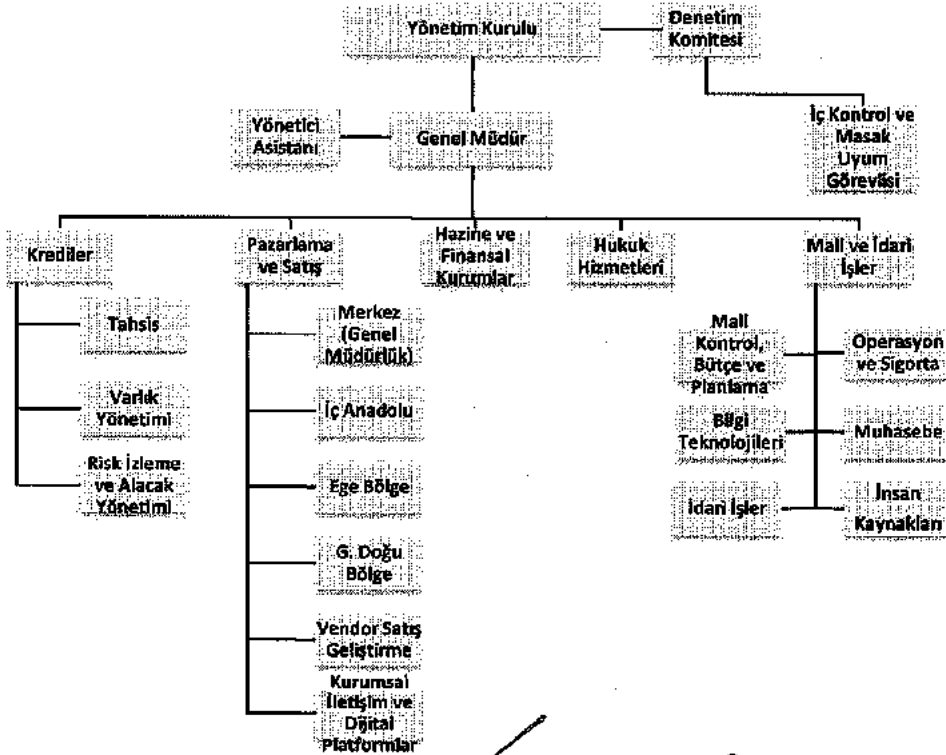 Yönetim Kurulu
Denetim
Komitesi
Yönetici
Asistanı
Genel Müdür
İç Kontrol ve
Masak
Uyum
Görevlisi
Krediler
Pazarlama
ve Satış
Hazine ve
Finansal
Kurumlar
Hukuk
Hizmetleri
Mali ve İdari
İşler
Tahsis
Varlık
Yönetimi
Risk İzleme
ve Alacak
Yönetimi
Merkez
(Genel
Müdürlük)
İç Anadolu
Ege Bölge
G. Doğu
Bölge
Vendor Satış
Geliştirme
Kurumsal
İletişim ve
Dijital
Platformlar
Mali
Kontrol,
Bütçe ve
Planlama
Operasyon
ve Sigorta
Bilgi
Teknolojileri
Muhasebe
İdari İşler
İnsan
Kaynakları